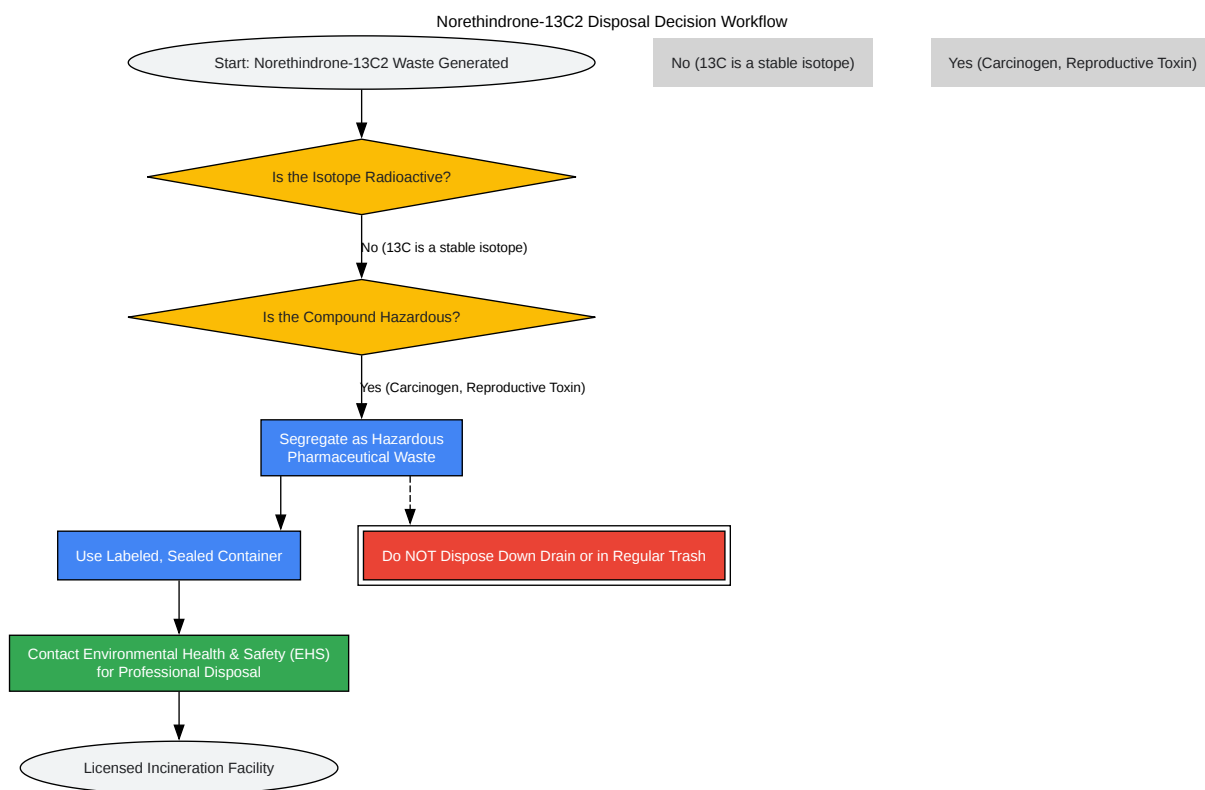 Norethindrone-13C2 Disposal Decision Workflow
Start: Norethindrone-13C2 Waste Generated
No (13C is a stable isotope)
Yes (Carcinogen, Reproductive Toxin)
Is the Isotope Radioactive?
No (13C is a stable isotope)
Is the Compound Hazardous?
Yes (Carcinogen, Reproductive Toxin)
Segregate as Hazardous
Pharmaceutical Waste
Use Labeled, Sealed Container
Do NOT Dispose Down Drain or in Regular Trash
Contact Environmental Health & Safety (EHS)
for Professional Disposal
Licensed Incineration Facility